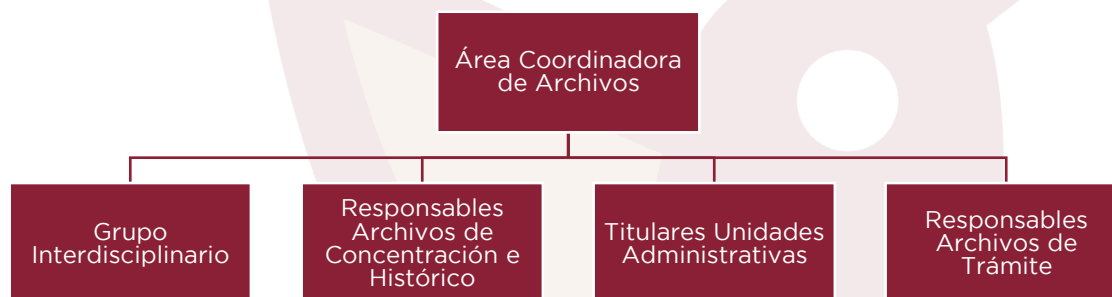 Área Coordinadora
de Archivos
Grupo
Interdisciplinario
Responsables
Archivos de
Concentración e
Histórico
Titulares Unidades
Administrativas
Responsables
Archivos de
Trámite